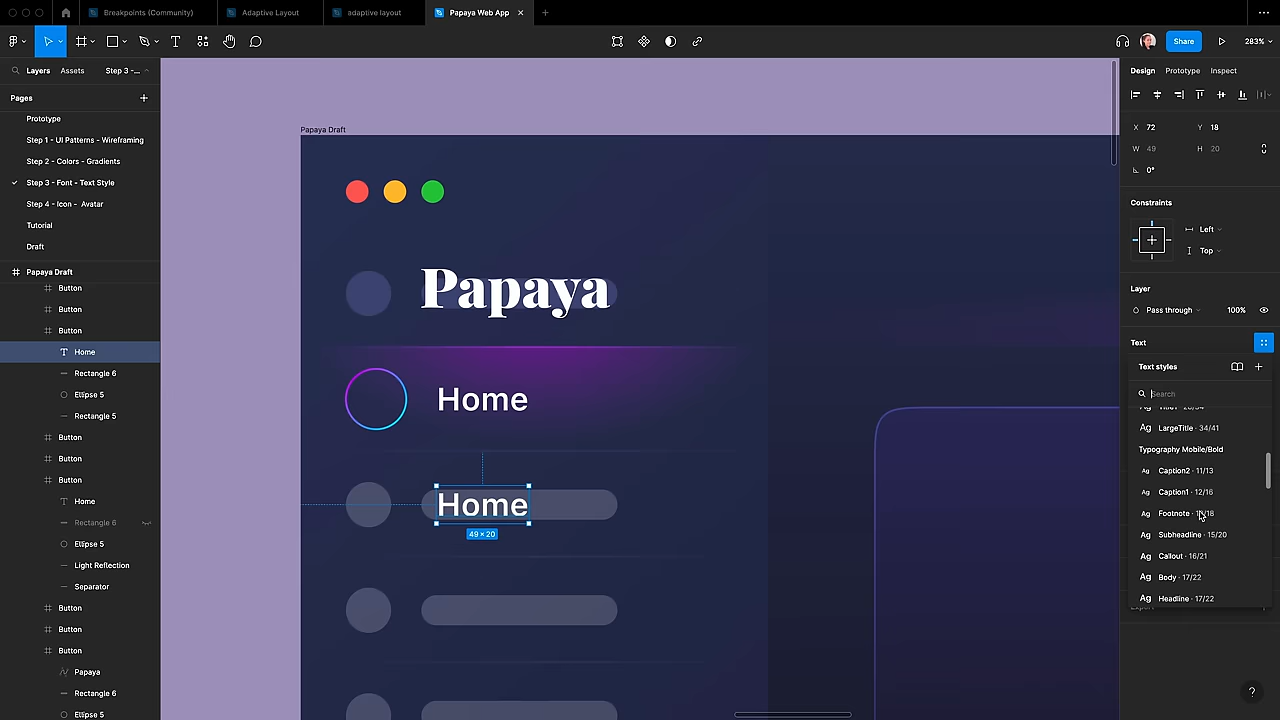 Breakpoints (Community)
Adaptive Layout
adaptive layout
Papaya Web App
Share
283%
Layers
Assets
Step 3 -...
Design
Prototype
Inspect
Pages
Prototype
Step 1 - UI Patterns - Wireframing
Step 2 - Colors - Gradients
Step 3 - Font - Text Style
Step 4 - Icon -  Avatar
Tutorial
Draft
Papaya Draft
Button
Button
Button
Home
Rectangle 6
Ellipse 5
Rectangle 5
Button
Button
Button
Home
Rectangle 6
Ellipse 5
Light Reflection
Separator
Button
Button
Button
Papaya
Rectangle 6
Ellipse 5
Papaya Draft
Papaya
Home
Home
49 × 20
X 72
Y 18
W 49
H 20
0°
Constraints
Left
Top
Layer
Pass through
100%
Text
Text styles
Search
LargeTitle · 34/41
Typography Mobile/Bold
Caption2 · 11/13
Caption1 · 12/16
Footnote
Subheadline · 15/20
Callout · 16/21
Body · 17/22
Headline · 17/22
?